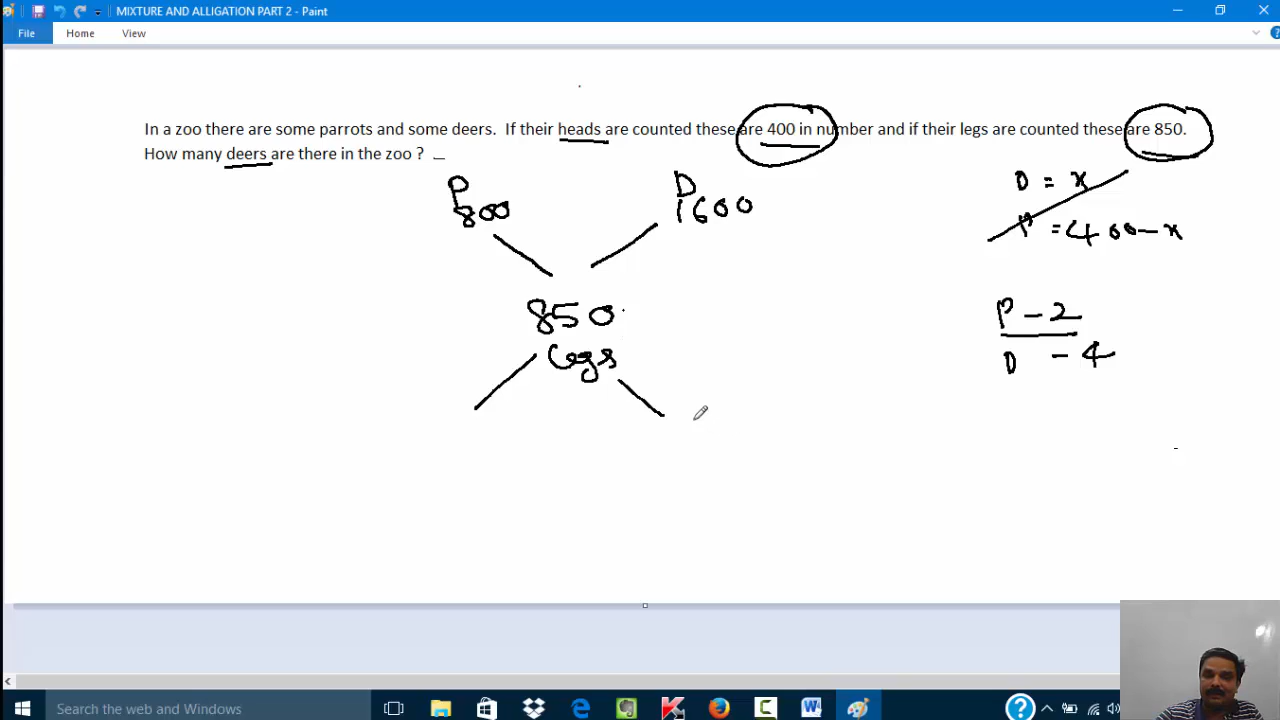 MIXTURE AND ALLIGATION PART 2 - Paint
File Home View
In a zoo there are some parrots and some deers. If their heads are counted these are 400 in number and if their legs are counted these are 850.
How many deers are there in the zoo ?
P D
800 1600
850
Legs
D = x
P = 400 - x
P - 2
D - 4
Search the web and Windows